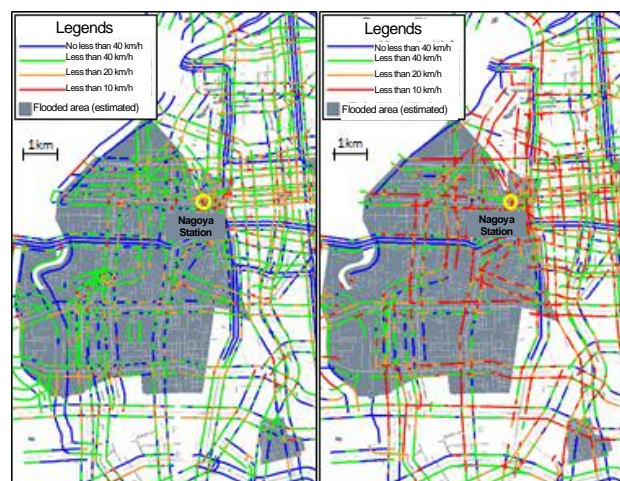 Legends
No less than 40 km/h
Less than 40 km/h
Less than 20 km/h
Less than 10 km/h
Flooded area (estimated)
1km
Nagoya
Station
Legends
No less than 40 km/h
Less than 40 km/h
Less than 20 km/h
Less than 10 km/h
Flooded area (estimated)
1km
Nagoya
Station